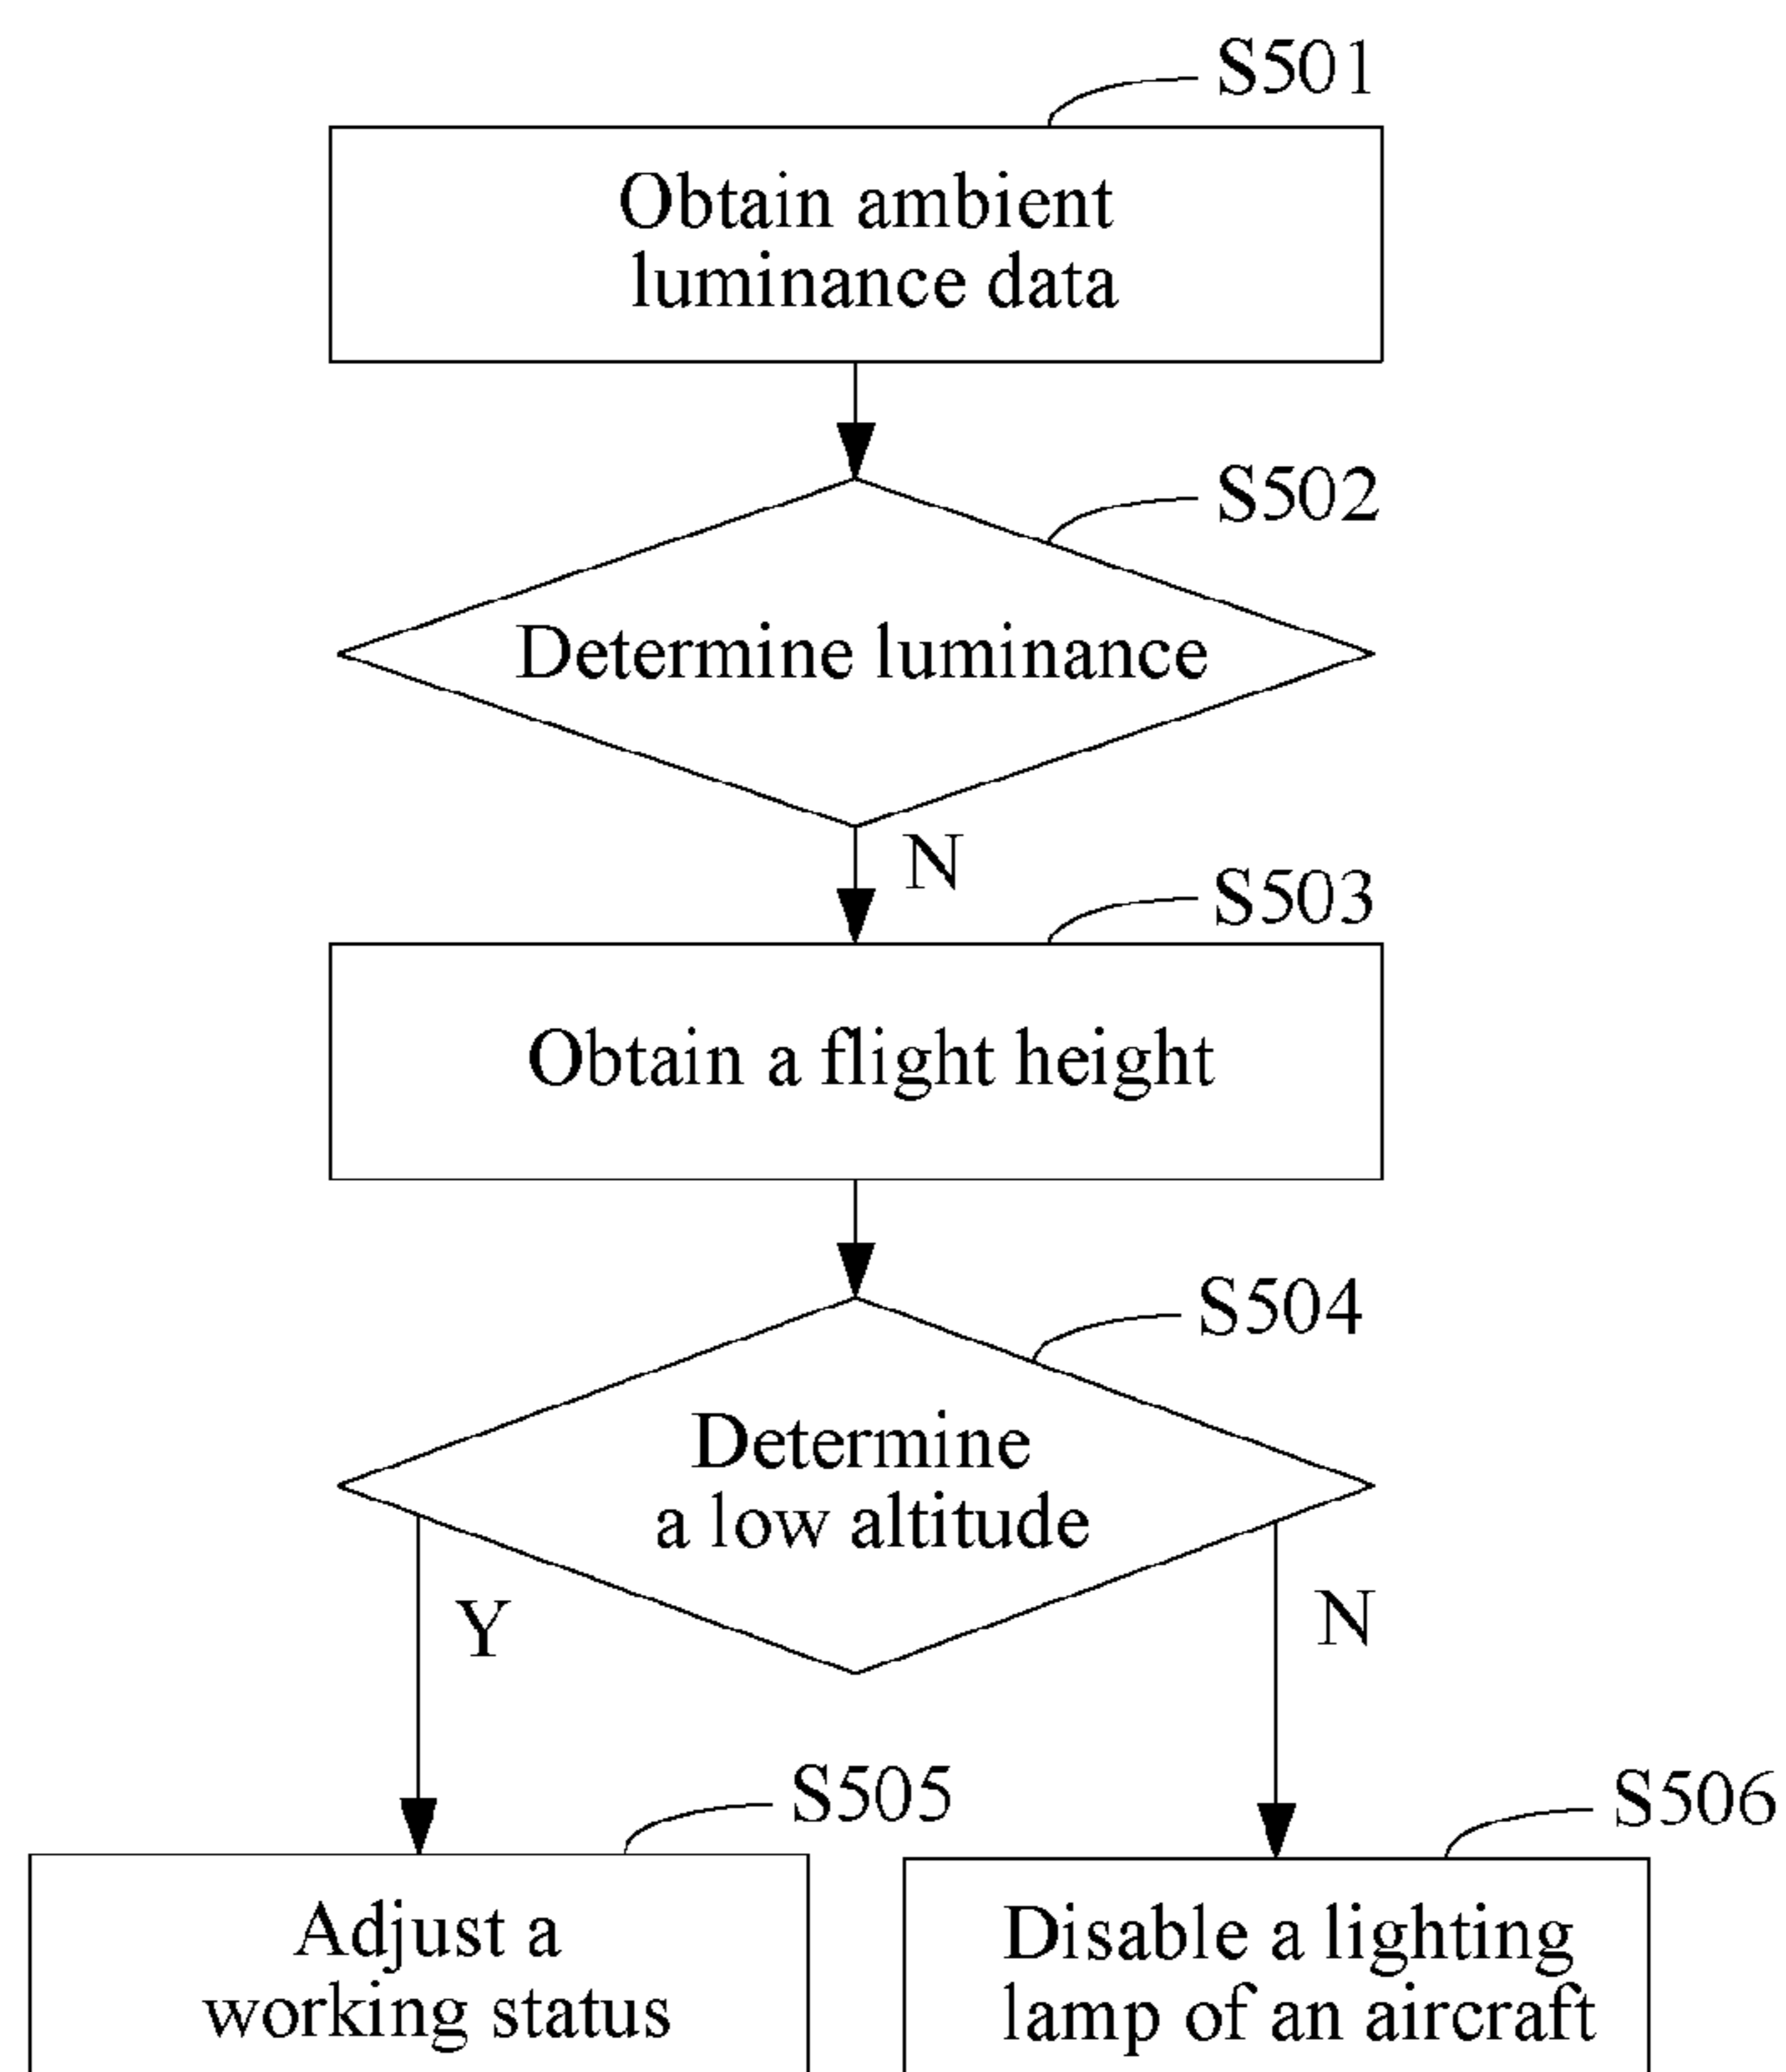 S501
Obtain ambient
luminance data
S502
Determine luminance
N
S503
Obtain a flight height
S504
Determine
a low altitude
Y
N
S505
S506
Adjust a
working status
Disable a lighting
lamp of an aircraft